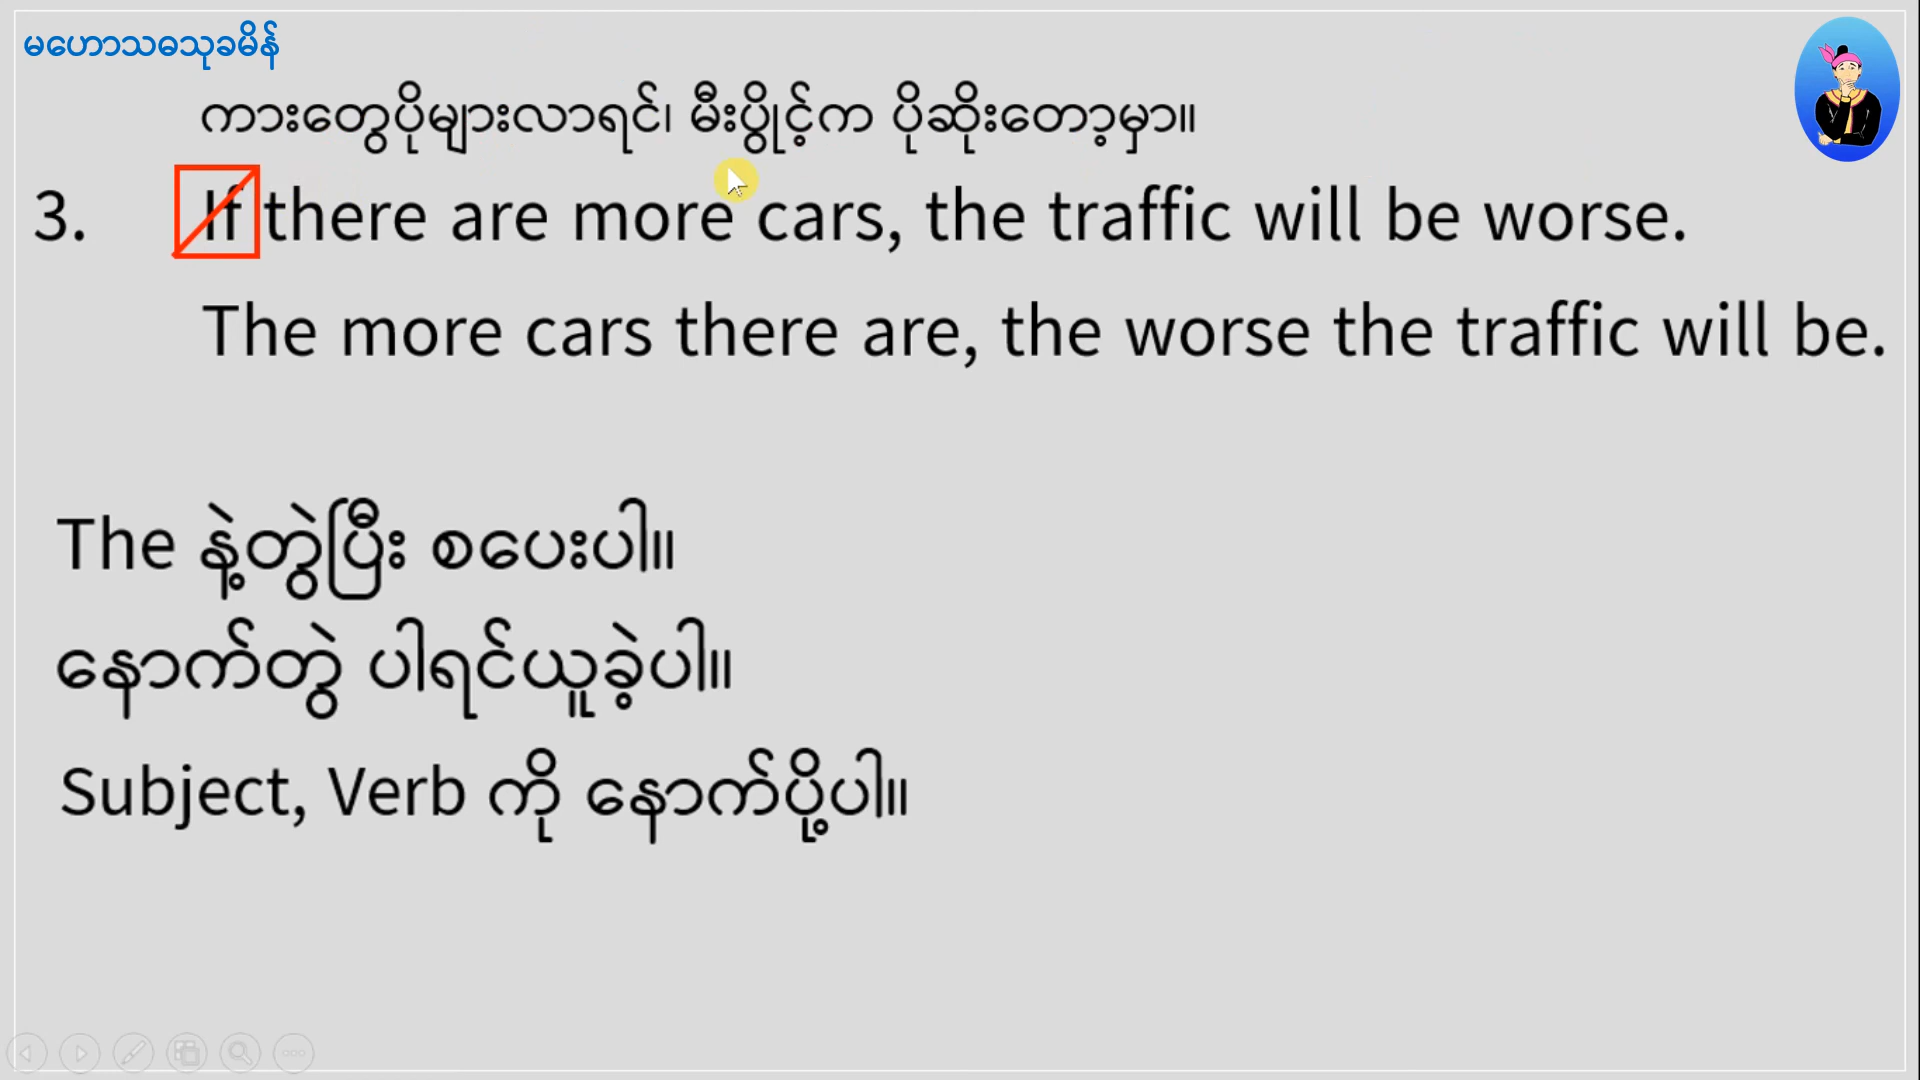 မဟောသဓသုခမိန်
ကားတွေပိုများလာရင်၊ မီးပွိုင့်က ပိုဆိုးတော့မှာ။
3. If there are more cars, the traffic will be worse.
The more cars there are, the worse the traffic will be.
The နဲ့တွဲပြီး စပေးပါ။
နောက်တွဲ ပါရင်ယူခဲ့ပါ။
Subject, Verb ကို နောက်ပို့ပါ။